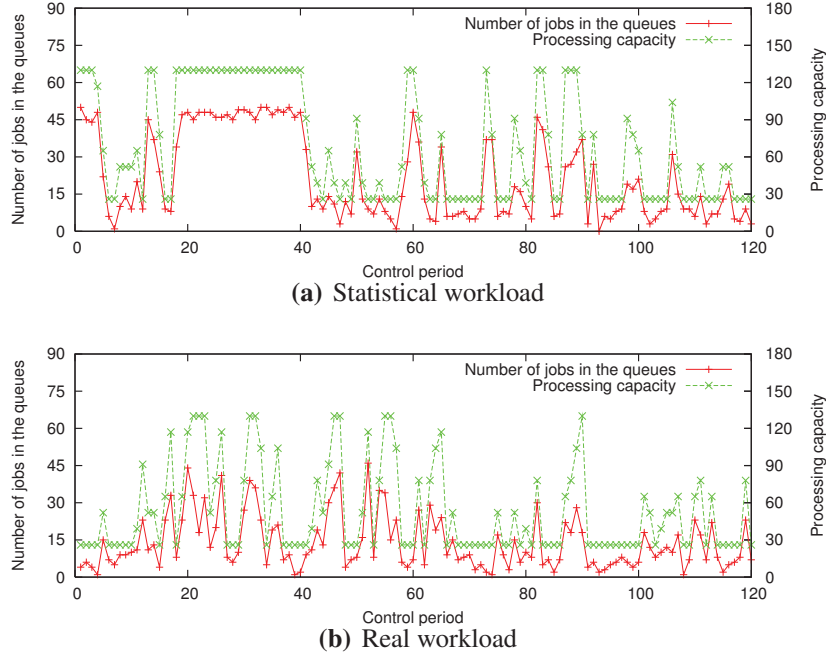 90
75
60
45
30
15
0
Number of jobs in the queues
180
150
120
90
60
30
0
Processing capacity
Number of jobs in the queues
Processing capacity
0 20 40 60 80 100 120
Control period
(a) Statistical workload
90
75
60
45
30
15
0
Number of jobs in the queues
180
150
120
90
60
30
0
Processing capacity
Number of jobs in the queues
Processing capacity
0 20 40 60 80 100 120
Control period
(b) Real workload